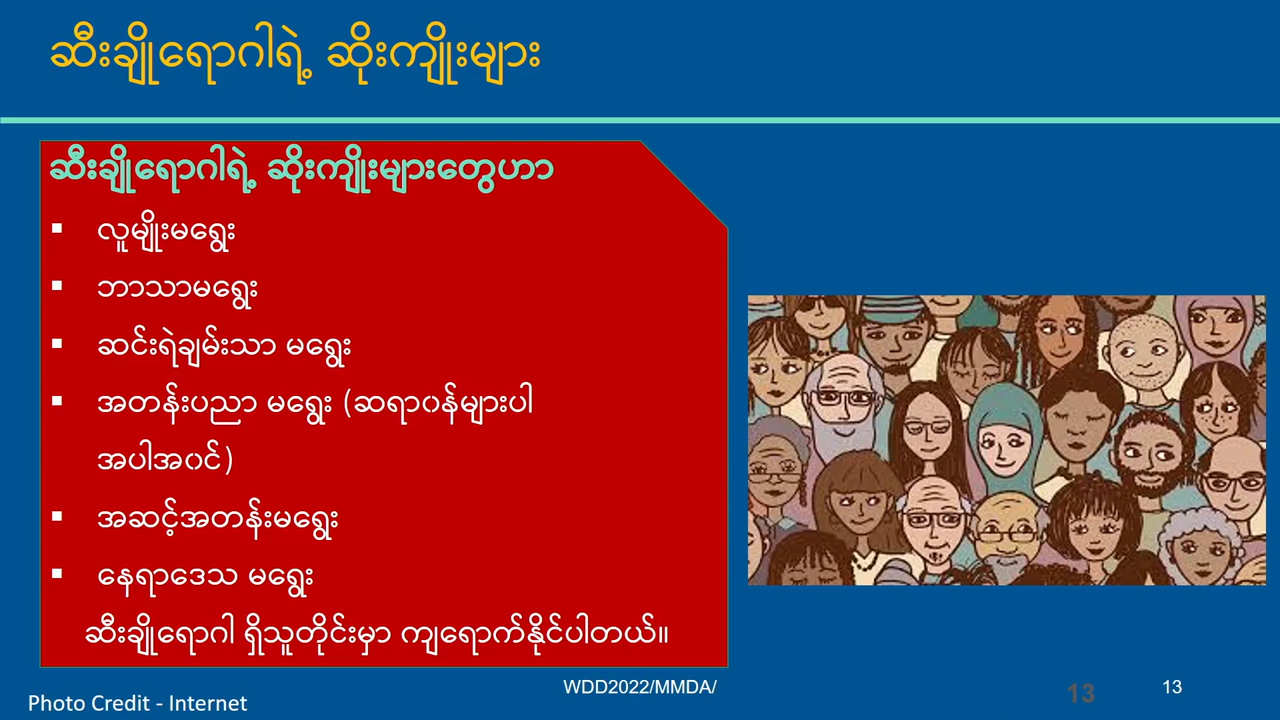 ဆီးချိုရောဂါရဲ့ ဆိုးကျိုးများ
ဆီးချိုရောဂါရဲ့ ဆိုးကျိုးများတွေဟာ
▪ လူမျိုးမရွေး
▪ ဘာသာမရွေး
▪ ဆင်းရဲချမ်းသာ မရွေး
▪ အတန်းပညာ မရွေး (ဆရာ၀န်များပါ
အပါအ၀င်)
▪ အဆင့်အတန်းမရွေး
▪ နေရာဒေသ မရွေး
ဆီးချိုရောဂါ ရှိသူတိုင်းမှာ ကျရောက်နိုင်ပါတယ်။
WDD2022/MMDA/
13
13
Photo Credit - Internet